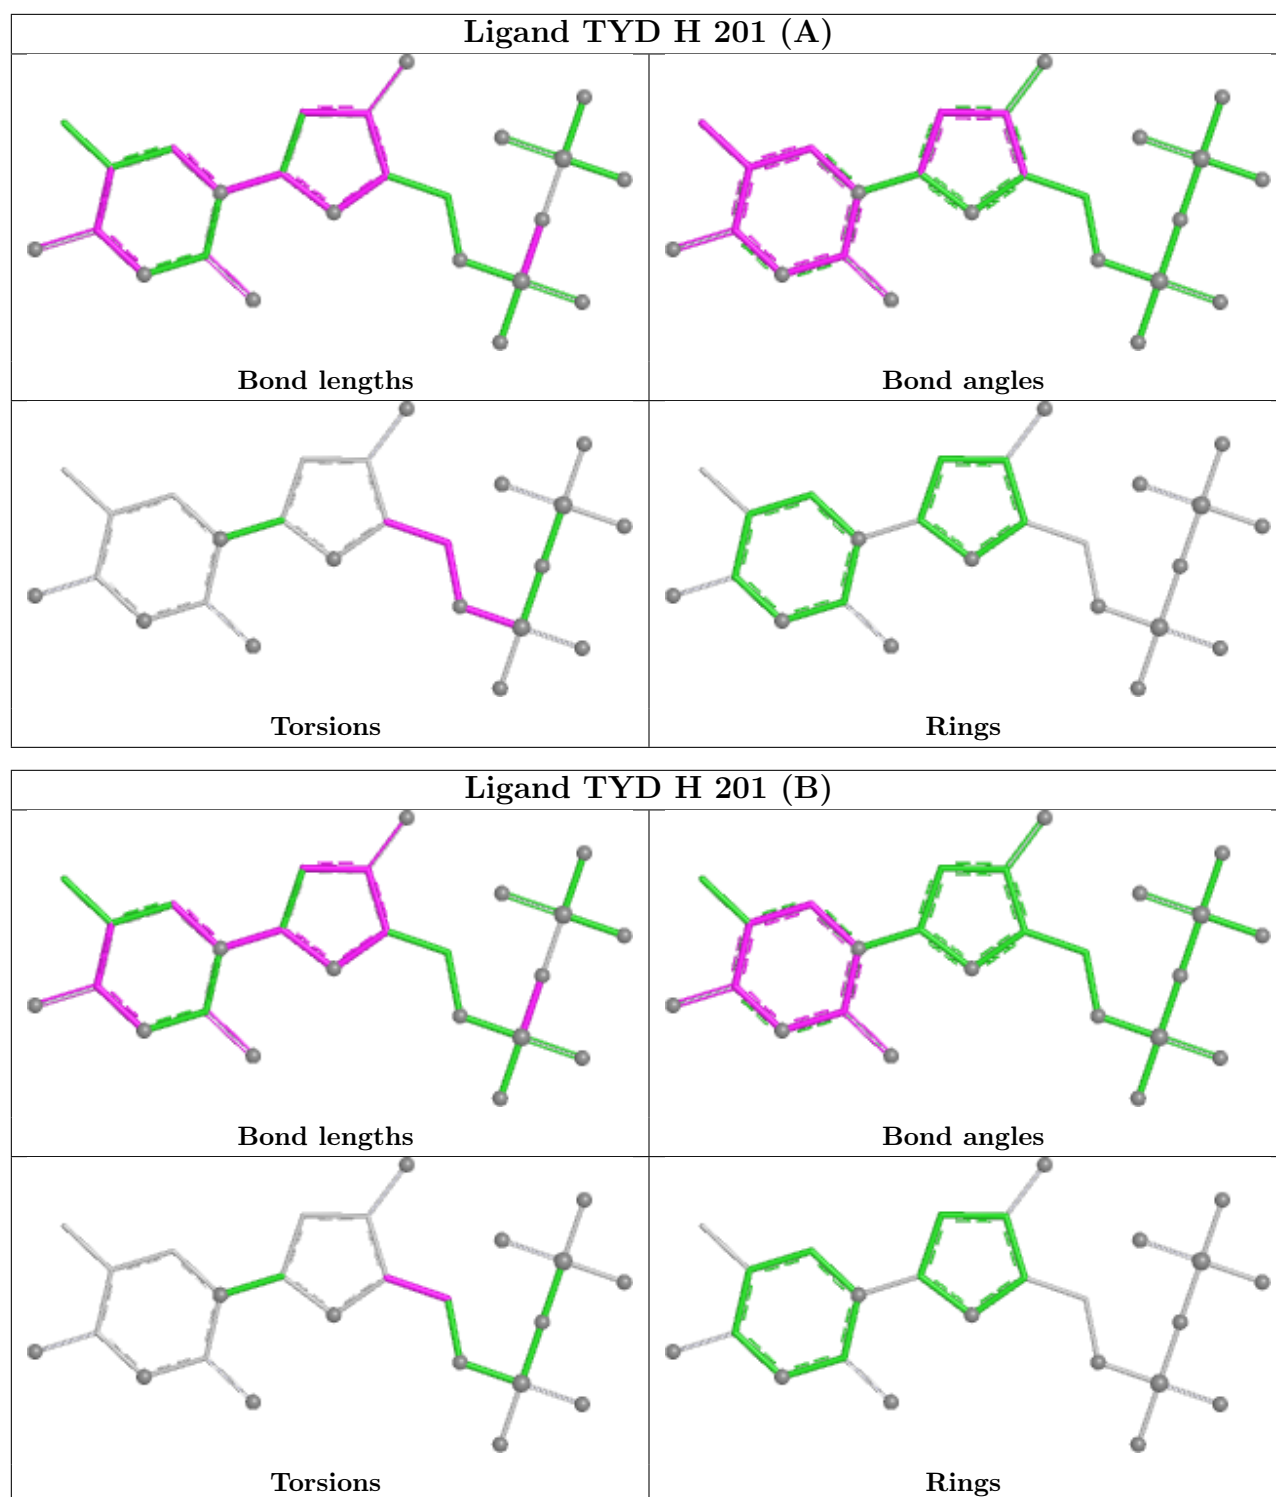 Ligand TYD H 201 (A)
Bond lengths
Bond angles
Torsions
Rings
Ligand TYD H 201 (B)
Bond lengths
Bond angles
Torsions
Rings